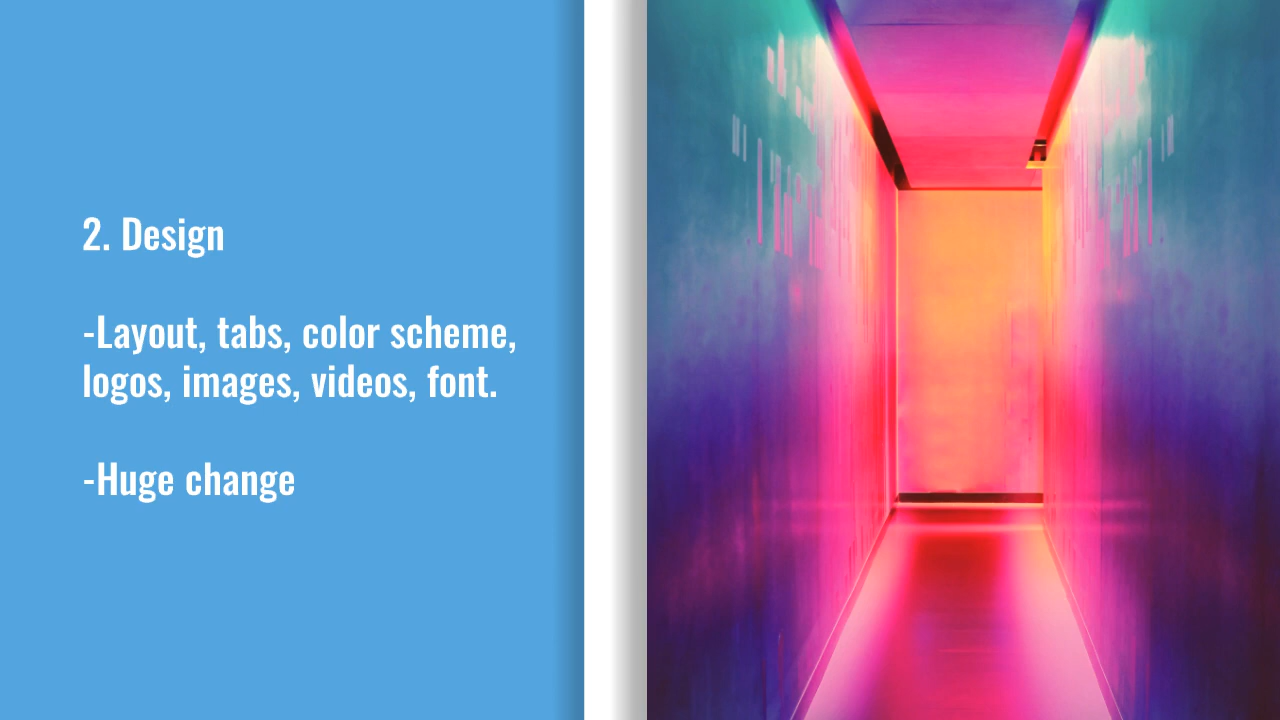 2. Design
-Layout, tabs, color scheme,
logos, images, videos, font.
-Huge change